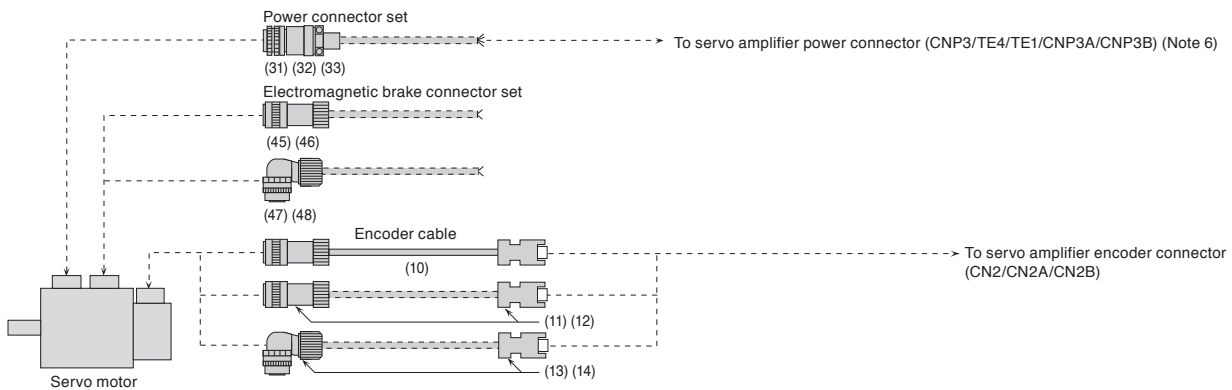 Power connector set
To servo amplifier power connector (CNP3/TE4/TE1/CNP3A/CNP3B) (Note 6)
(31) (32) (33)
Electromagnetic brake connector set
(45) (46)
(47) (48)
Encoder cable
(10)
To servo amplifier encoder connector
(CN2/CN2A/CN2B)
(11) (12)
(13) (14)
Servo motor